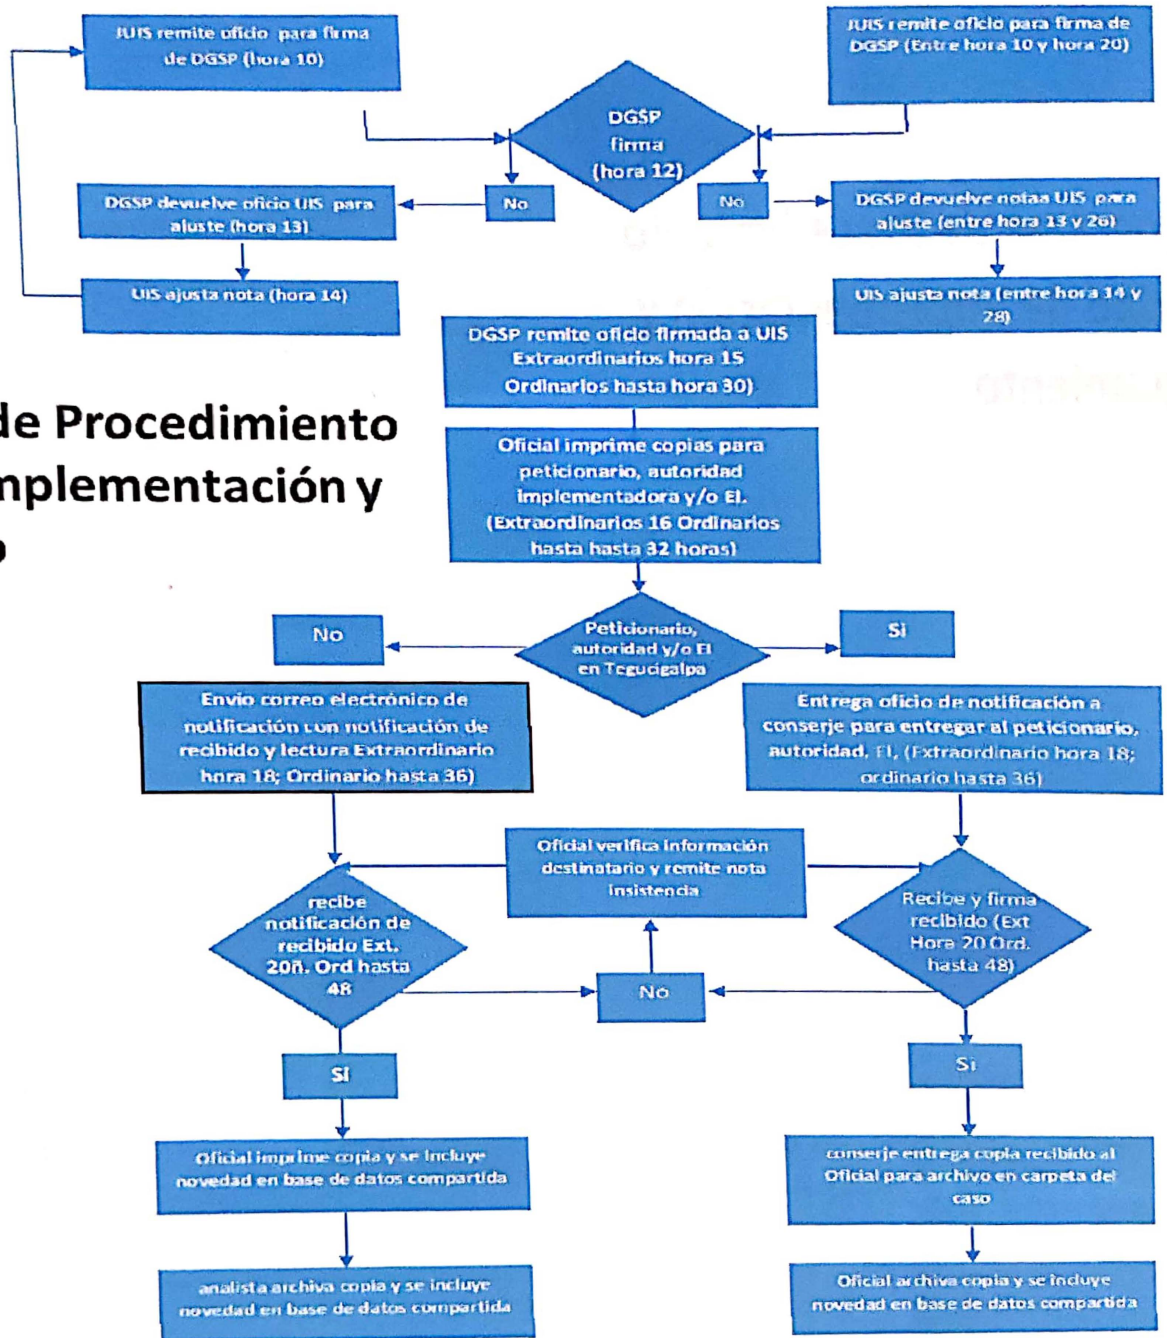 JUIS remite oficio para firma
de DGSP (hora 10)
JUIS remite oficio para firma de
DGSP (Entre hora 10 y hora 20)
DGSP
firma
(hora 12)
No
No
DGSP devuelve oficio UIS para
ajuste (hora 13)
DGSP devuelve notaa UIS para
ajuste (entre hora 13 y 26)
UIS ajusta nota (hora 14)
UIS ajusta nota (entre hora 14 y
28)
DGSP remite oficio firmada a UIS
Extraordinarios hora 15
Ordinarios hasta hora 30)
de Procedimiento
mplementación y
o
Oficial imprime copias para
peticionario, autoridad
implementadora y/o EI.
(Extraordinarios 16 Ordinarios
hasta hasta 32 horas)
No
Peticionario,
autoridad y/o EI
en Tegucigalpa
Si
Envio correo electrónico de
notificación con notificación de
recibido y lectura Extraordinario
hora 18; Ordinario hasta 36)
Entrega oficio de notificación a
conserje para entregar al peticionario,
autoridad, EI, (Extraordinario hora 18;
ordinario hasta 36)
Oficial verifica información
destinatario y remite nota
insistencia
recibe
notificación de
recibido Ext.
20ñ. Ord hasta
48
Recibe y firma
recibido (Ext
Hora 20 Ord.
hasta 48)
No
Si
Si
Oficial imprime copia y se incluye
novedad en base de datos compartida
conserje entrega copia recibido al
Oficial para archivo en carpeta del
caso
analista archiva copia y se incluye
novedad en base de datos compartida
Oficial archiva copia y se incluye
novedad en base de datos compartida